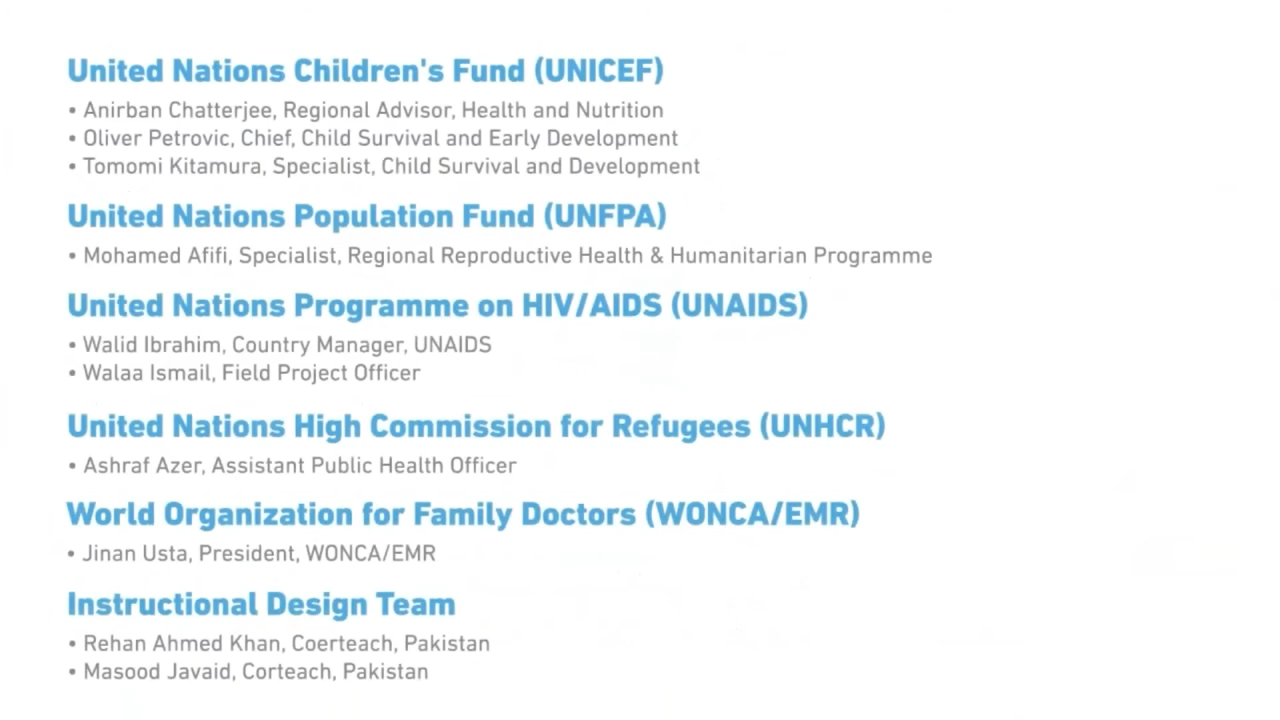 United Nations Children's Fund (UNICEF)
• Anirban Chatterjee, Regional Advisor, Health and Nutrition
• Oliver Petrovic, Chief, Child Survival and Early Development
• Tomomi Kitamura, Specialist, Child Survival and Development
United Nations Population Fund (UNFPA)
• Mohamed Afifi, Specialist, Regional Reproductive Health & Humanitarian Programme
United Nations Programme on HIV/AIDS (UNAIDS)
• Walid Ibrahim, Country Manager, UNAIDS
• Walaa Ismail, Field Project Officer
United Nations High Commission for Refugees (UNHCR)
• Ashraf Azer, Assistant Public Health Officer
World Organization for Family Doctors (WONCA/EMR)
• Jinan Usta, President, WONCA/EMR
Instructional Design Team
• Rehan Ahmed Khan, Coerteach, Pakistan
• Masood Javaid, Corteach, Pakistan